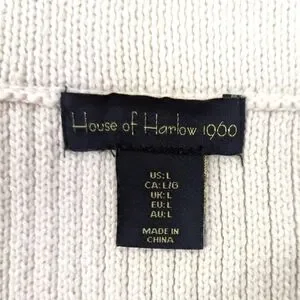 House of Harlow 1960
US: L
CA: L/G
UK: L
EU: L
AU: L
MADE IN
CHINA